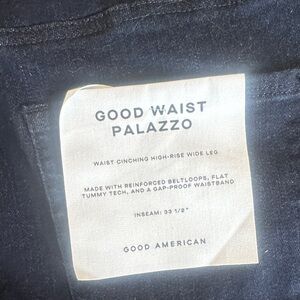 GOOD WAIST
PALAZZO
WAIST CINCHING HIGH-RISE WIDE LEG
MADE WITH REINFORCED BELTLOOPS, FLAT
TUMMY TECH, AND A GAP-PROOF WAISTBAND
INSEAM: 33 1/2"
GOOD AMERICAN